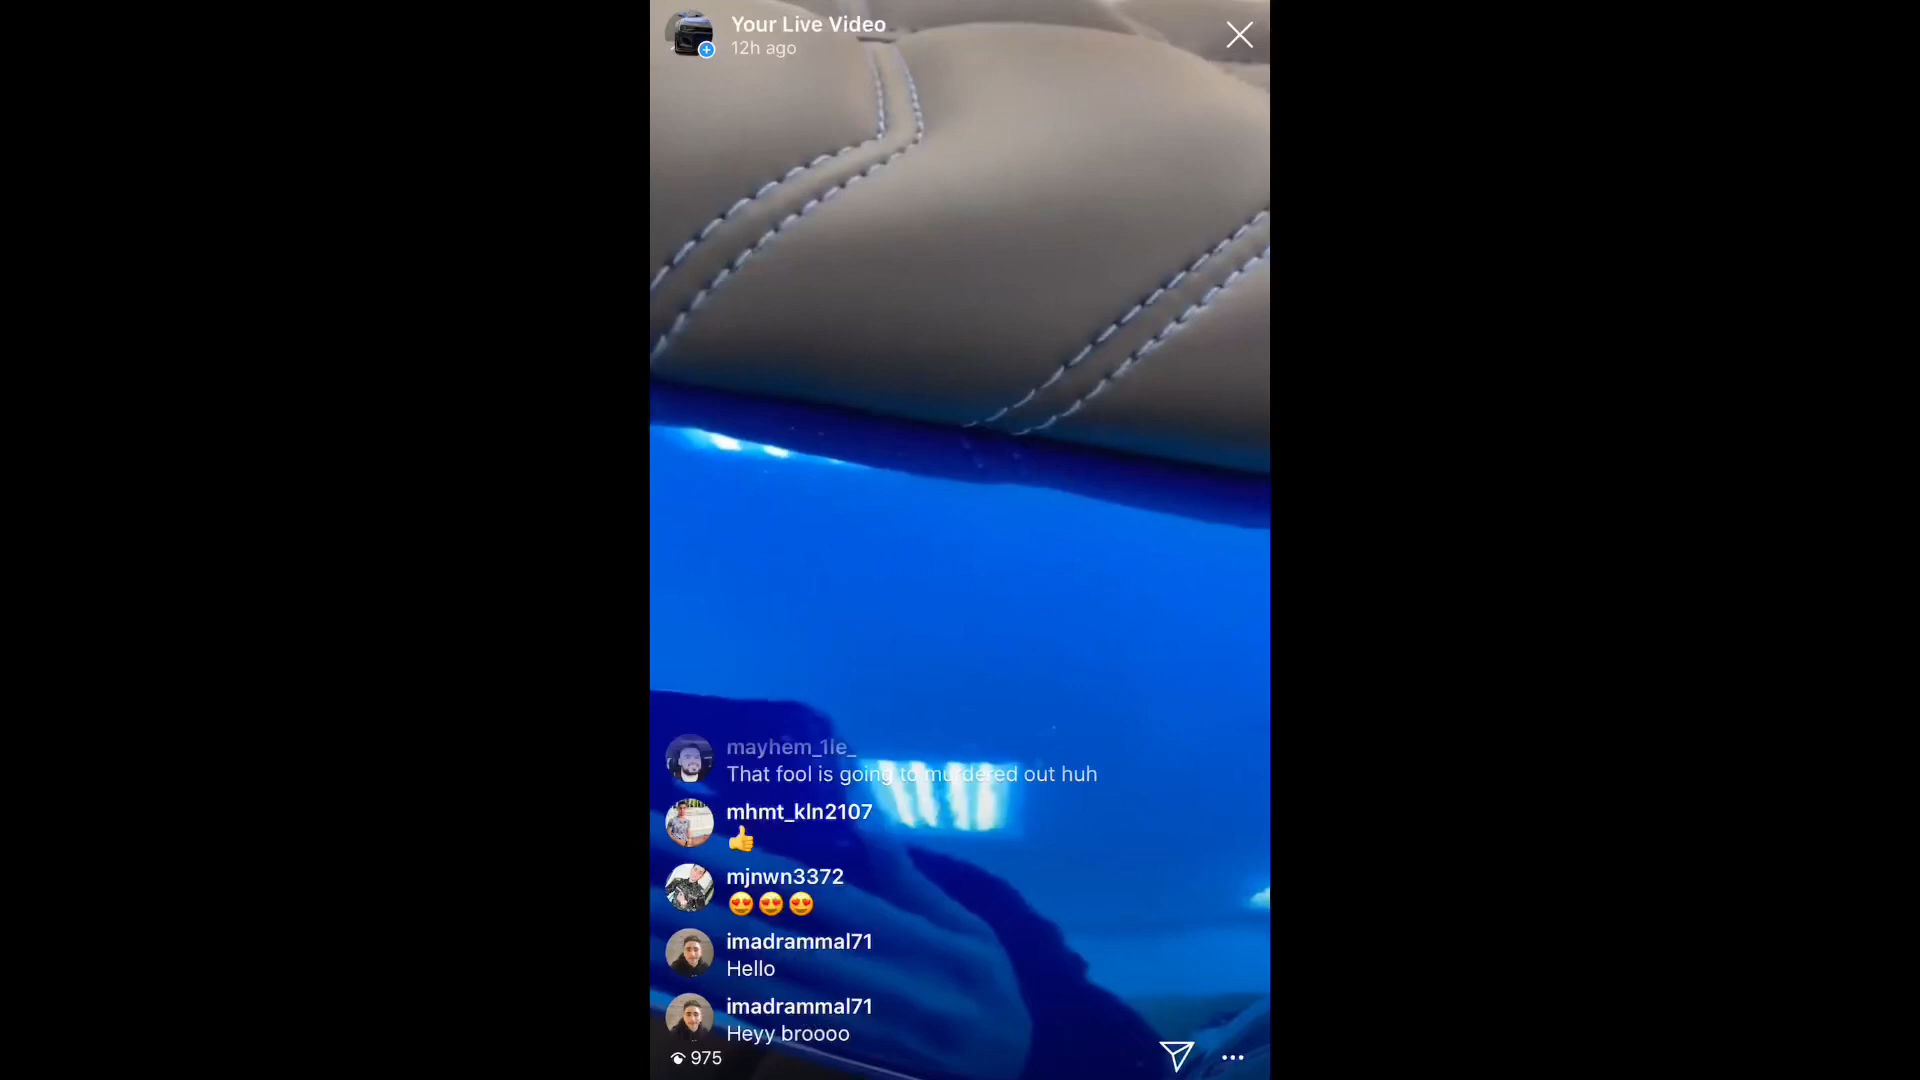 Your Live Video
12h ago
mayhem_1le_
That fool is going to murdered out huh
mhmt_kln2107
👍
mjnwn3372
😍😍😍
imadrammal71
Hello
imadrammal71
Heyy broooo
975